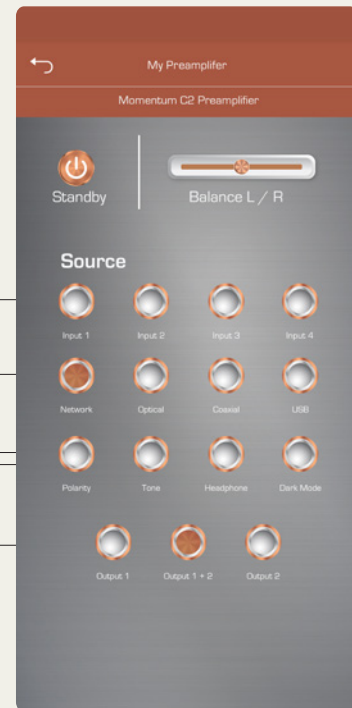 My Preamplifer
Momentum C2 Preamplifier
Standby
Balance L / R
Source
Input 1 Input 2 Input 3 Input 4
Network Optical Coaxial USB
Polarity Tone Headphone Dark Mode
Output 1 Output 1 + 2 Output 2